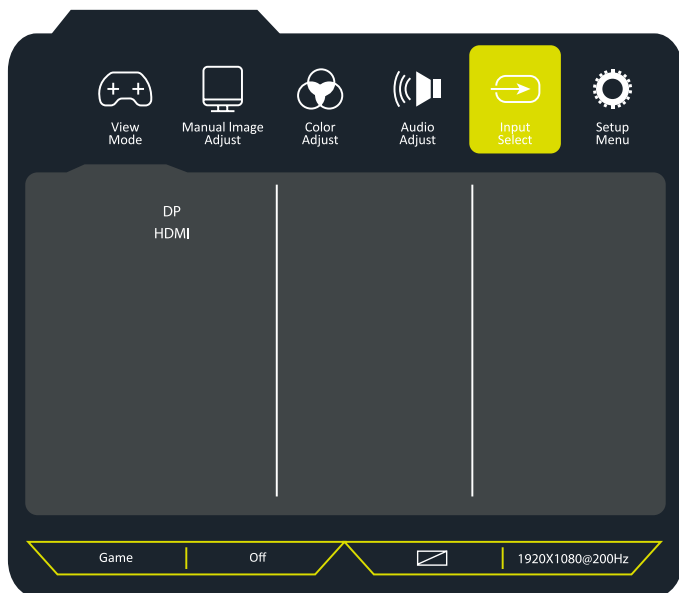 View
Mode
Manual Image
Adjust
Color
Adjust
Audio
Adjust
Input
Select
Setup
Menu
DP
HDMI
Game
Off
1920X1080@200Hz